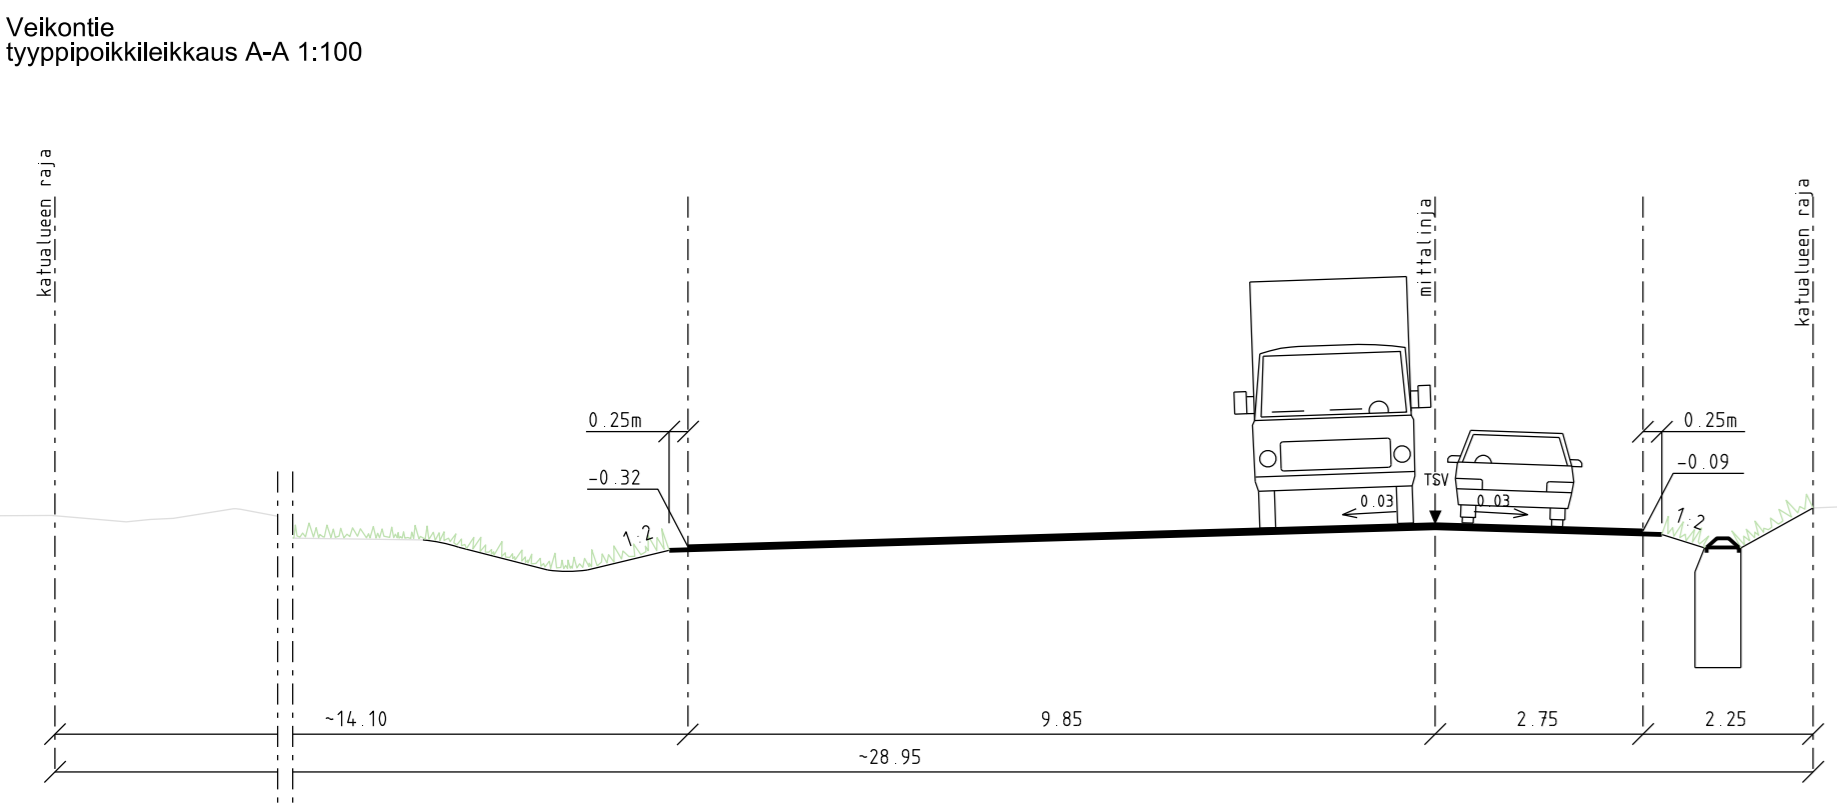 Veikontie
tyyppipoikkileikkaus A-A 1:100
katualueen raja
mittalinja
katualueen raja
0.25m
0.25m
-0.32
-0.09
TSV
0.03
0.03
1:2
1:2
~14.10
9.85
2.75
2.25
~28.95